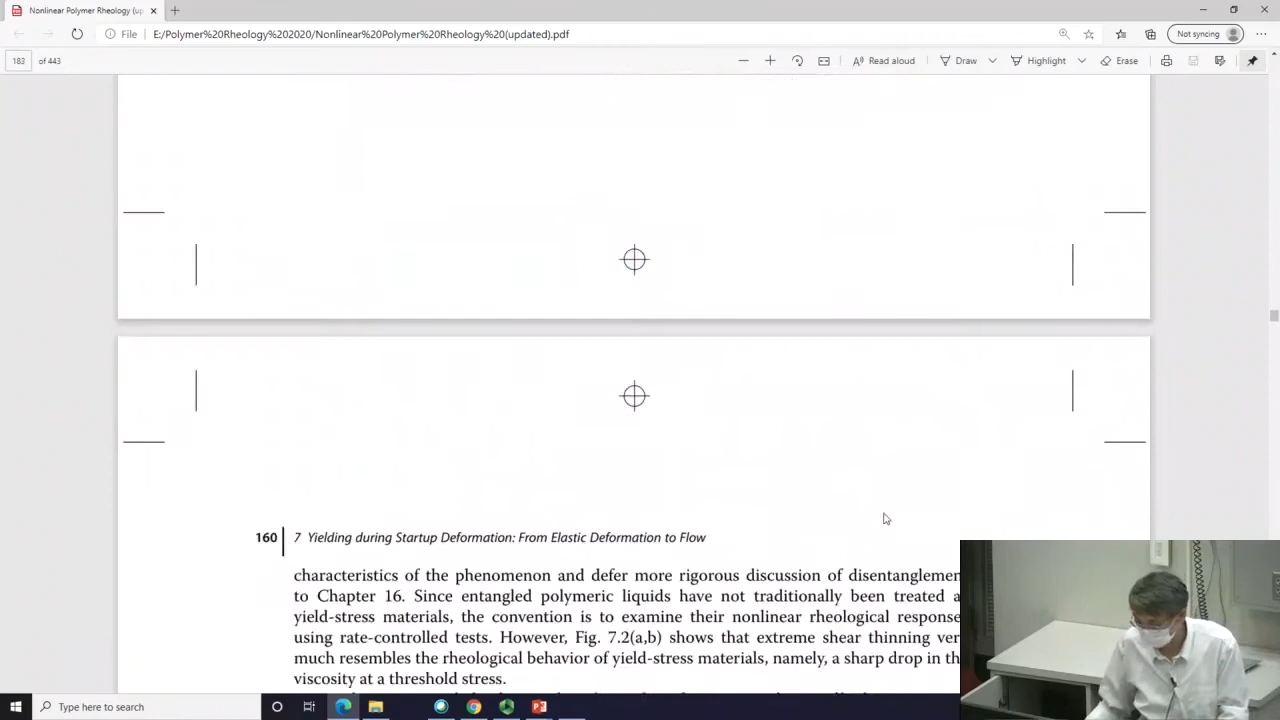 Nonlinear Polymer Rheology (up
File
E:/Polymer%20Rheology%202020/Nonlinear%20Polymer%20Rheology%20(updated).pdf
Not syncing
183 of 443
Read aloud
Draw
Highlight
Erase
160
7 Yielding during Startup Deformation: From Elastic Deformation to Flow
characteristics of the phenomenon and defer more rigorous discussion of disentanglemen
to Chapter 16. Since entangled polymeric liquids have not traditionally been treated a
yield-stress materials, the convention is to examine their nonlinear rheological response
using rate-controlled tests. However, Fig. 7.2(a,b) shows that extreme shear thinning ver
much resembles the rheological behavior of yield-stress materials, namely, a sharp drop in th
viscosity at a threshold stress.
Type here to search